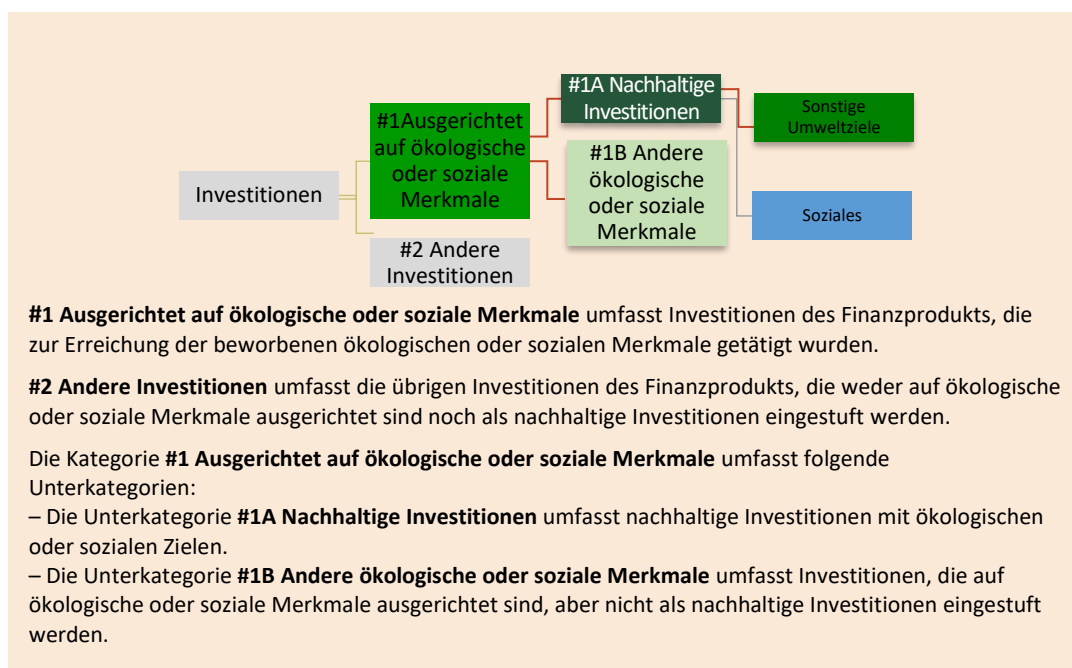 #1A Nachhaltige
Investitionen
Sonstige
Umweltziele
#1Ausgerichtet
auf ökologische
oder soziale
Merkmale
#1B Andere
ökologische
oder soziale
Merkmale
Investitionen
Soziales
#2 Andere
Investitionen
#1 Ausgerichtet auf ökologische oder soziale Merkmale umfasst Investitionen des Finanzprodukts, die
zur Erreichung der beworbenen ökologischen oder sozialen Merkmale getätigt wurden.
#2 Andere Investitionen umfasst die übrigen Investitionen des Finanzprodukts, die weder auf ökologische
oder soziale Merkmale ausgerichtet sind noch als nachhaltige Investitionen eingestuft werden.
Die Kategorie #1 Ausgerichtet auf ökologische oder soziale Merkmale umfasst folgende
Unterkategorien:
– Die Unterkategorie #1A Nachhaltige Investitionen umfasst nachhaltige Investitionen mit ökologischen
oder sozialen Zielen.
– Die Unterkategorie #1B Andere ökologische oder soziale Merkmale umfasst Investitionen, die auf
ökologische oder soziale Merkmale ausgerichtet sind, aber nicht als nachhaltige Investitionen eingestuft
werden.